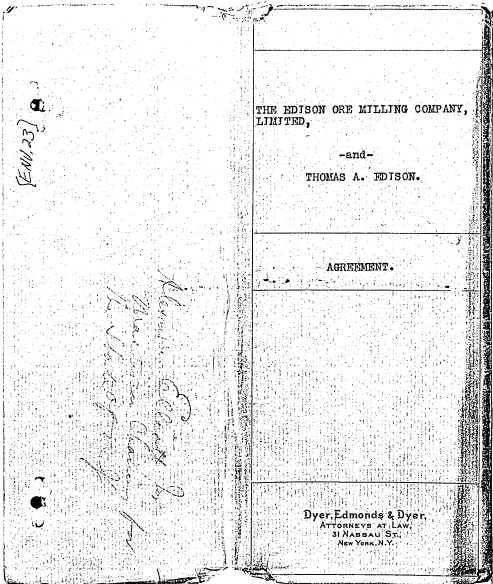 THE EDISON ORE MILLING COMPANY,
LIMITED,
-and-
THOMAS A. EDISON.
AGREEMENT.
Dyer, Edmonds & Dyer,
ATTORNEYS AT LAW,
31 NASSAU ST.,
NEW YORK, N.Y.